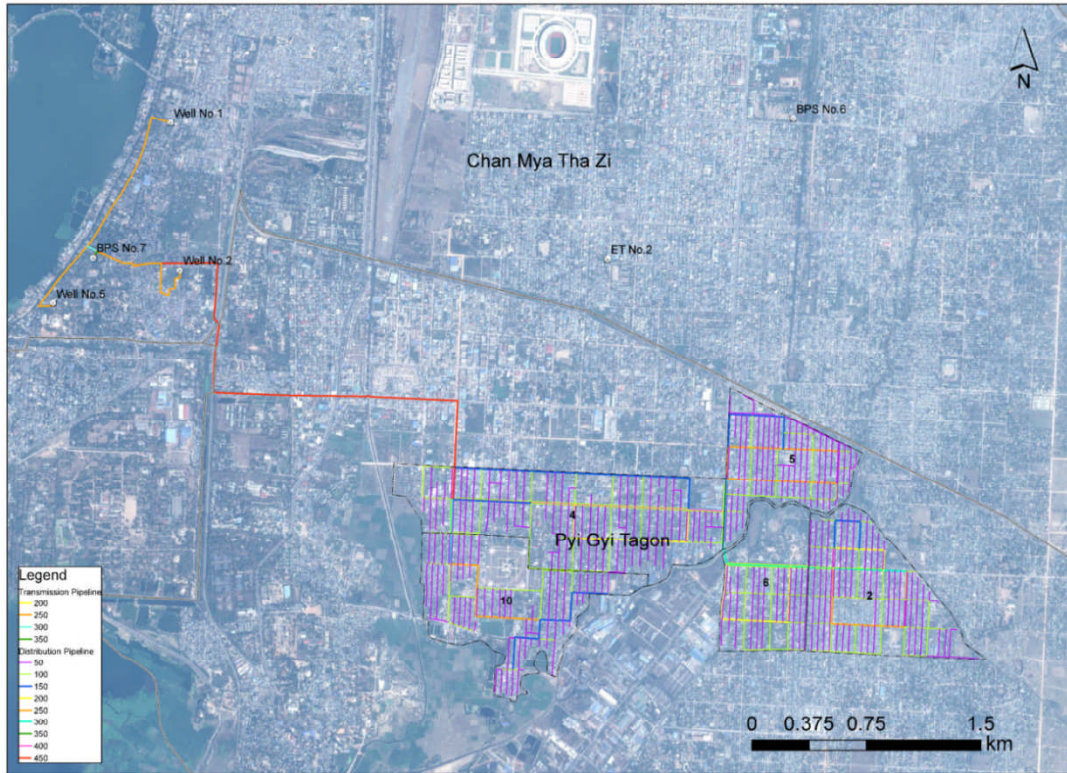 N
Well No.1
BPS No.6
Chan Mya Tha Zi
BPS No.7
ET No.2
Well No.2
Well No.5
5
4
Pyi Gyi Tagon
6
2
10
Legend
Transmission Pipeline
200
250
300
350
Distribution Pipeline
50
100
150
200
250
300
350
400
450
0 0.375 0.75 1.5
km